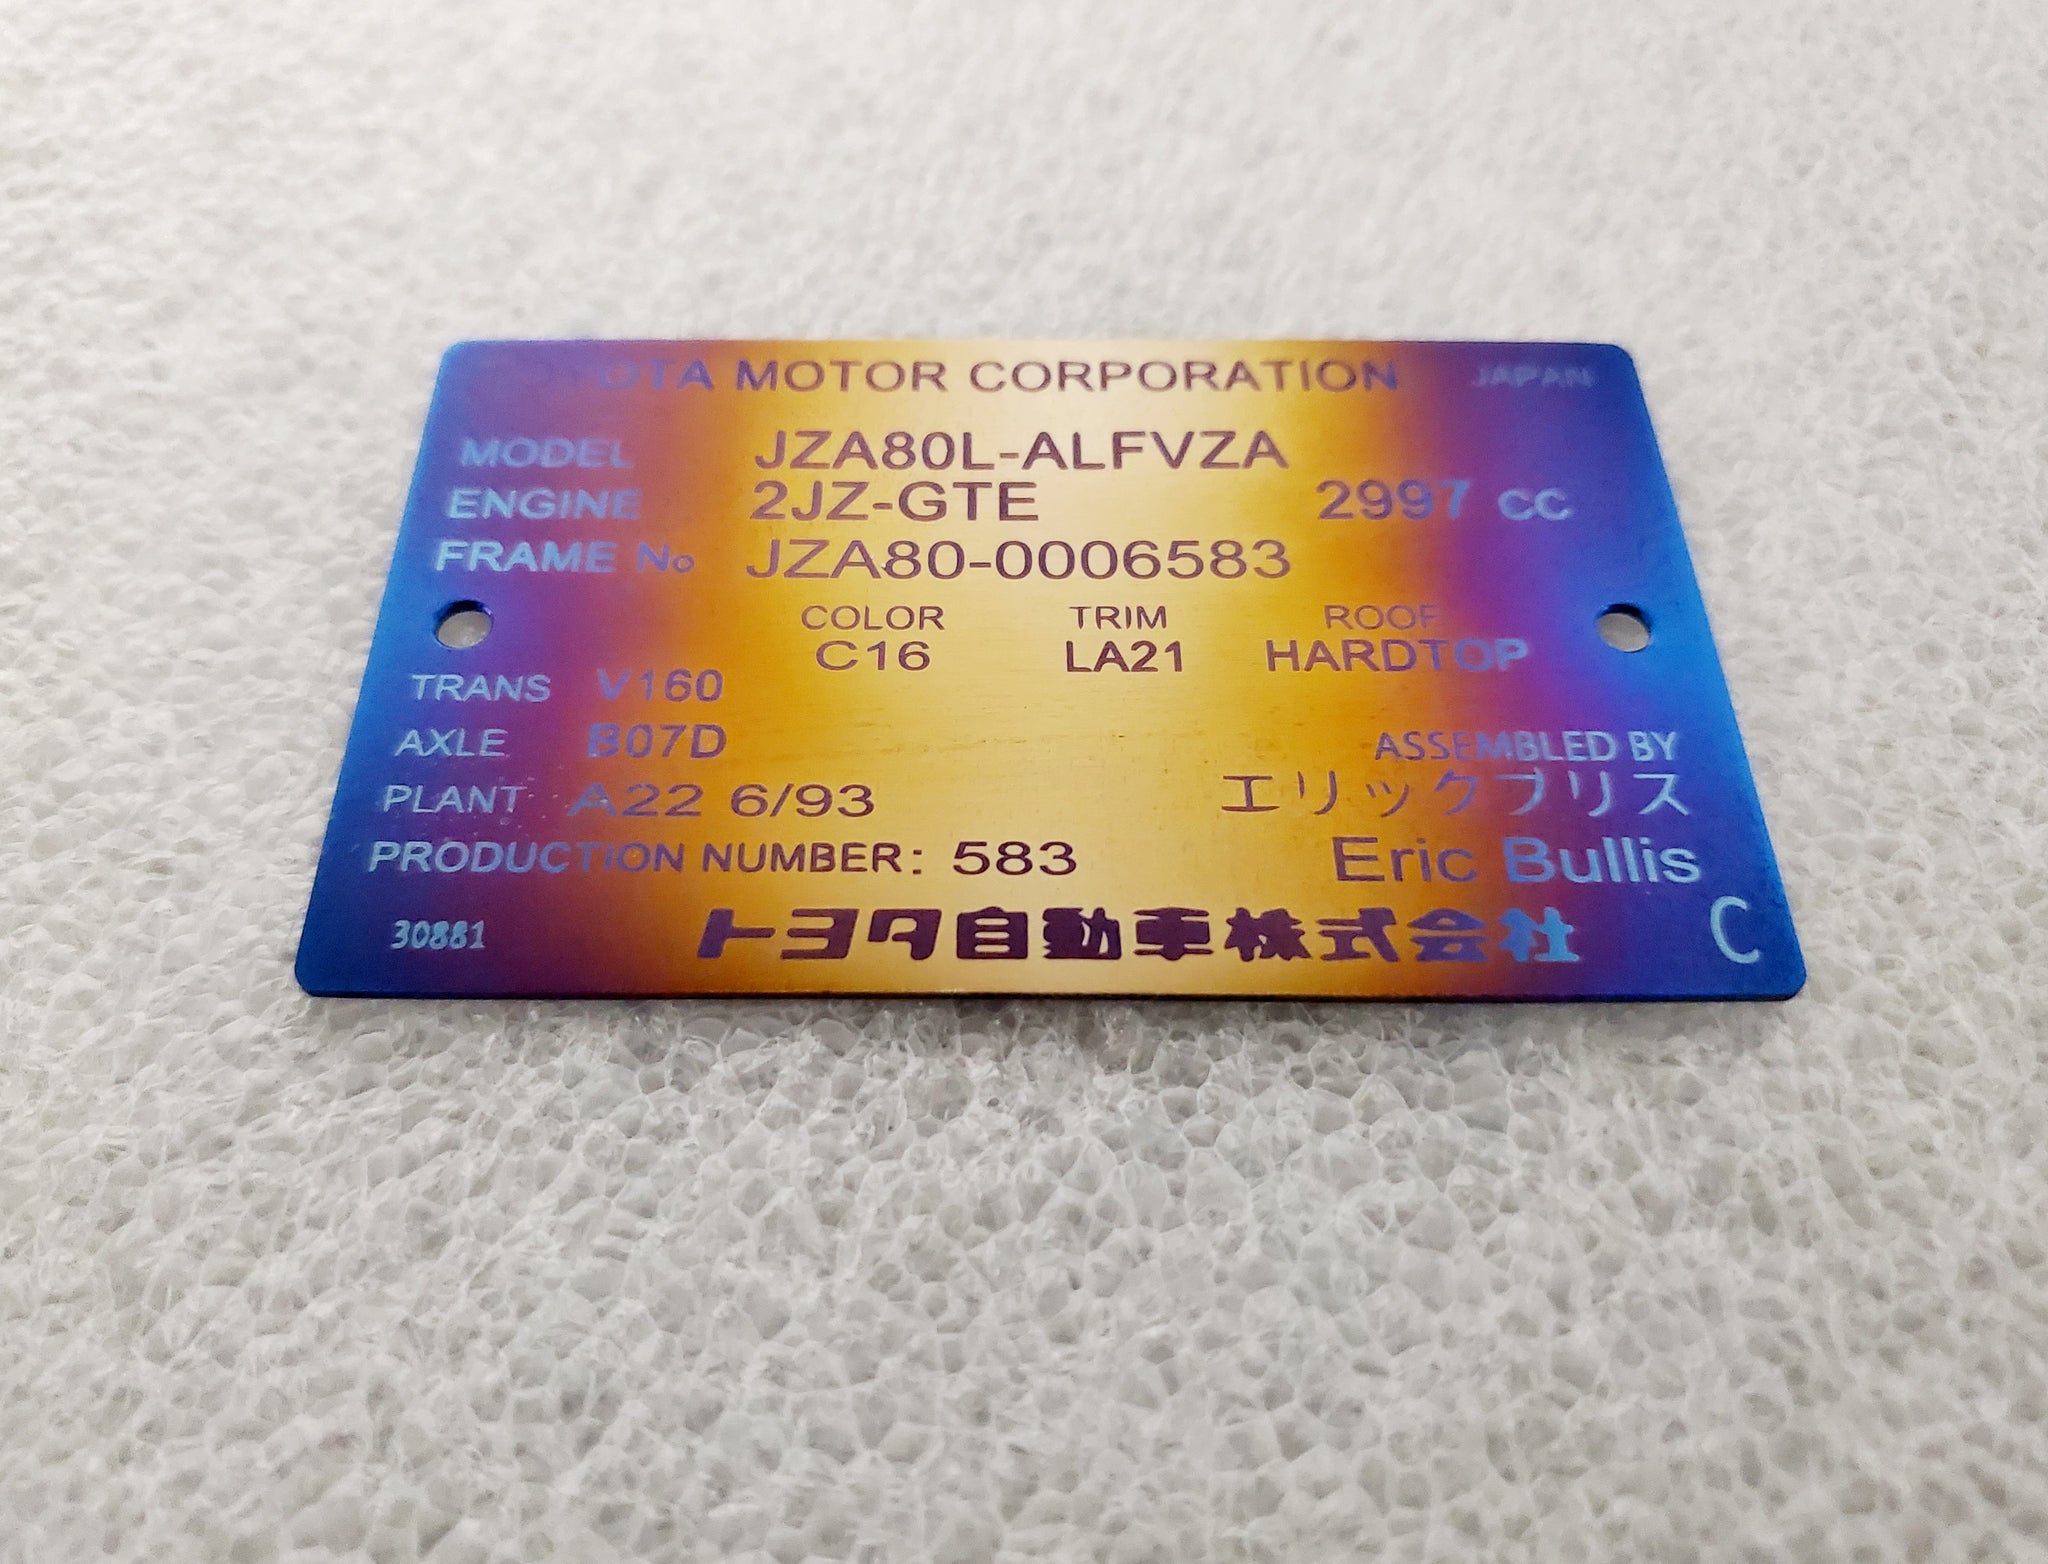 TOYOTA MOTOR CORPORATION JAPAN
MODEL JZA80L-ALFVZA
ENGINE 2JZ-GTE 2997 CC
FRAME No JZA80-0006583
COLOR TRIM ROOF
C16 LA21 HARDTOP
TRANS V160
AXLE B07D
ASSEMBLED BY
PLANT A22 6/93
エリックブリス
PRODUCTION NUMBER: 583
Eric Bullis
30881
トヨタ自動車株式会社
C